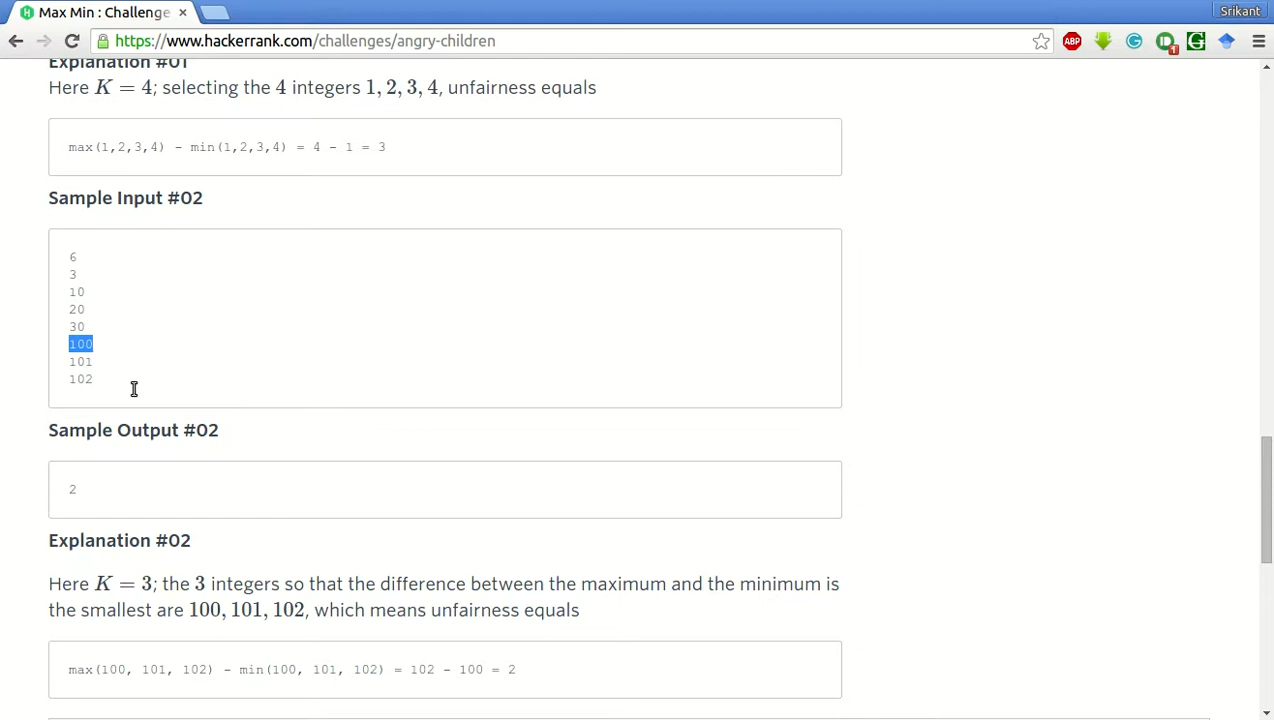 Max Min : Challenge
Srikant
https://www.hackerrank.com/challenges/angry-children
ABP
1
Explanation #01
Here K = 4; selecting the 4 integers 1, 2, 3, 4, unfairness equals
max(1,2,3,4) - min(1,2,3,4) = 4 - 1 = 3
Sample Input #02
6
3
10
20
30
100
101
102
Sample Output #02
2
Explanation #02
Here K = 3; the 3 integers so that the difference between the maximum and the minimum is
the smallest are 100, 101, 102, which means unfairness equals
max(100, 101, 102) - min(100, 101, 102) = 102 - 100 = 2